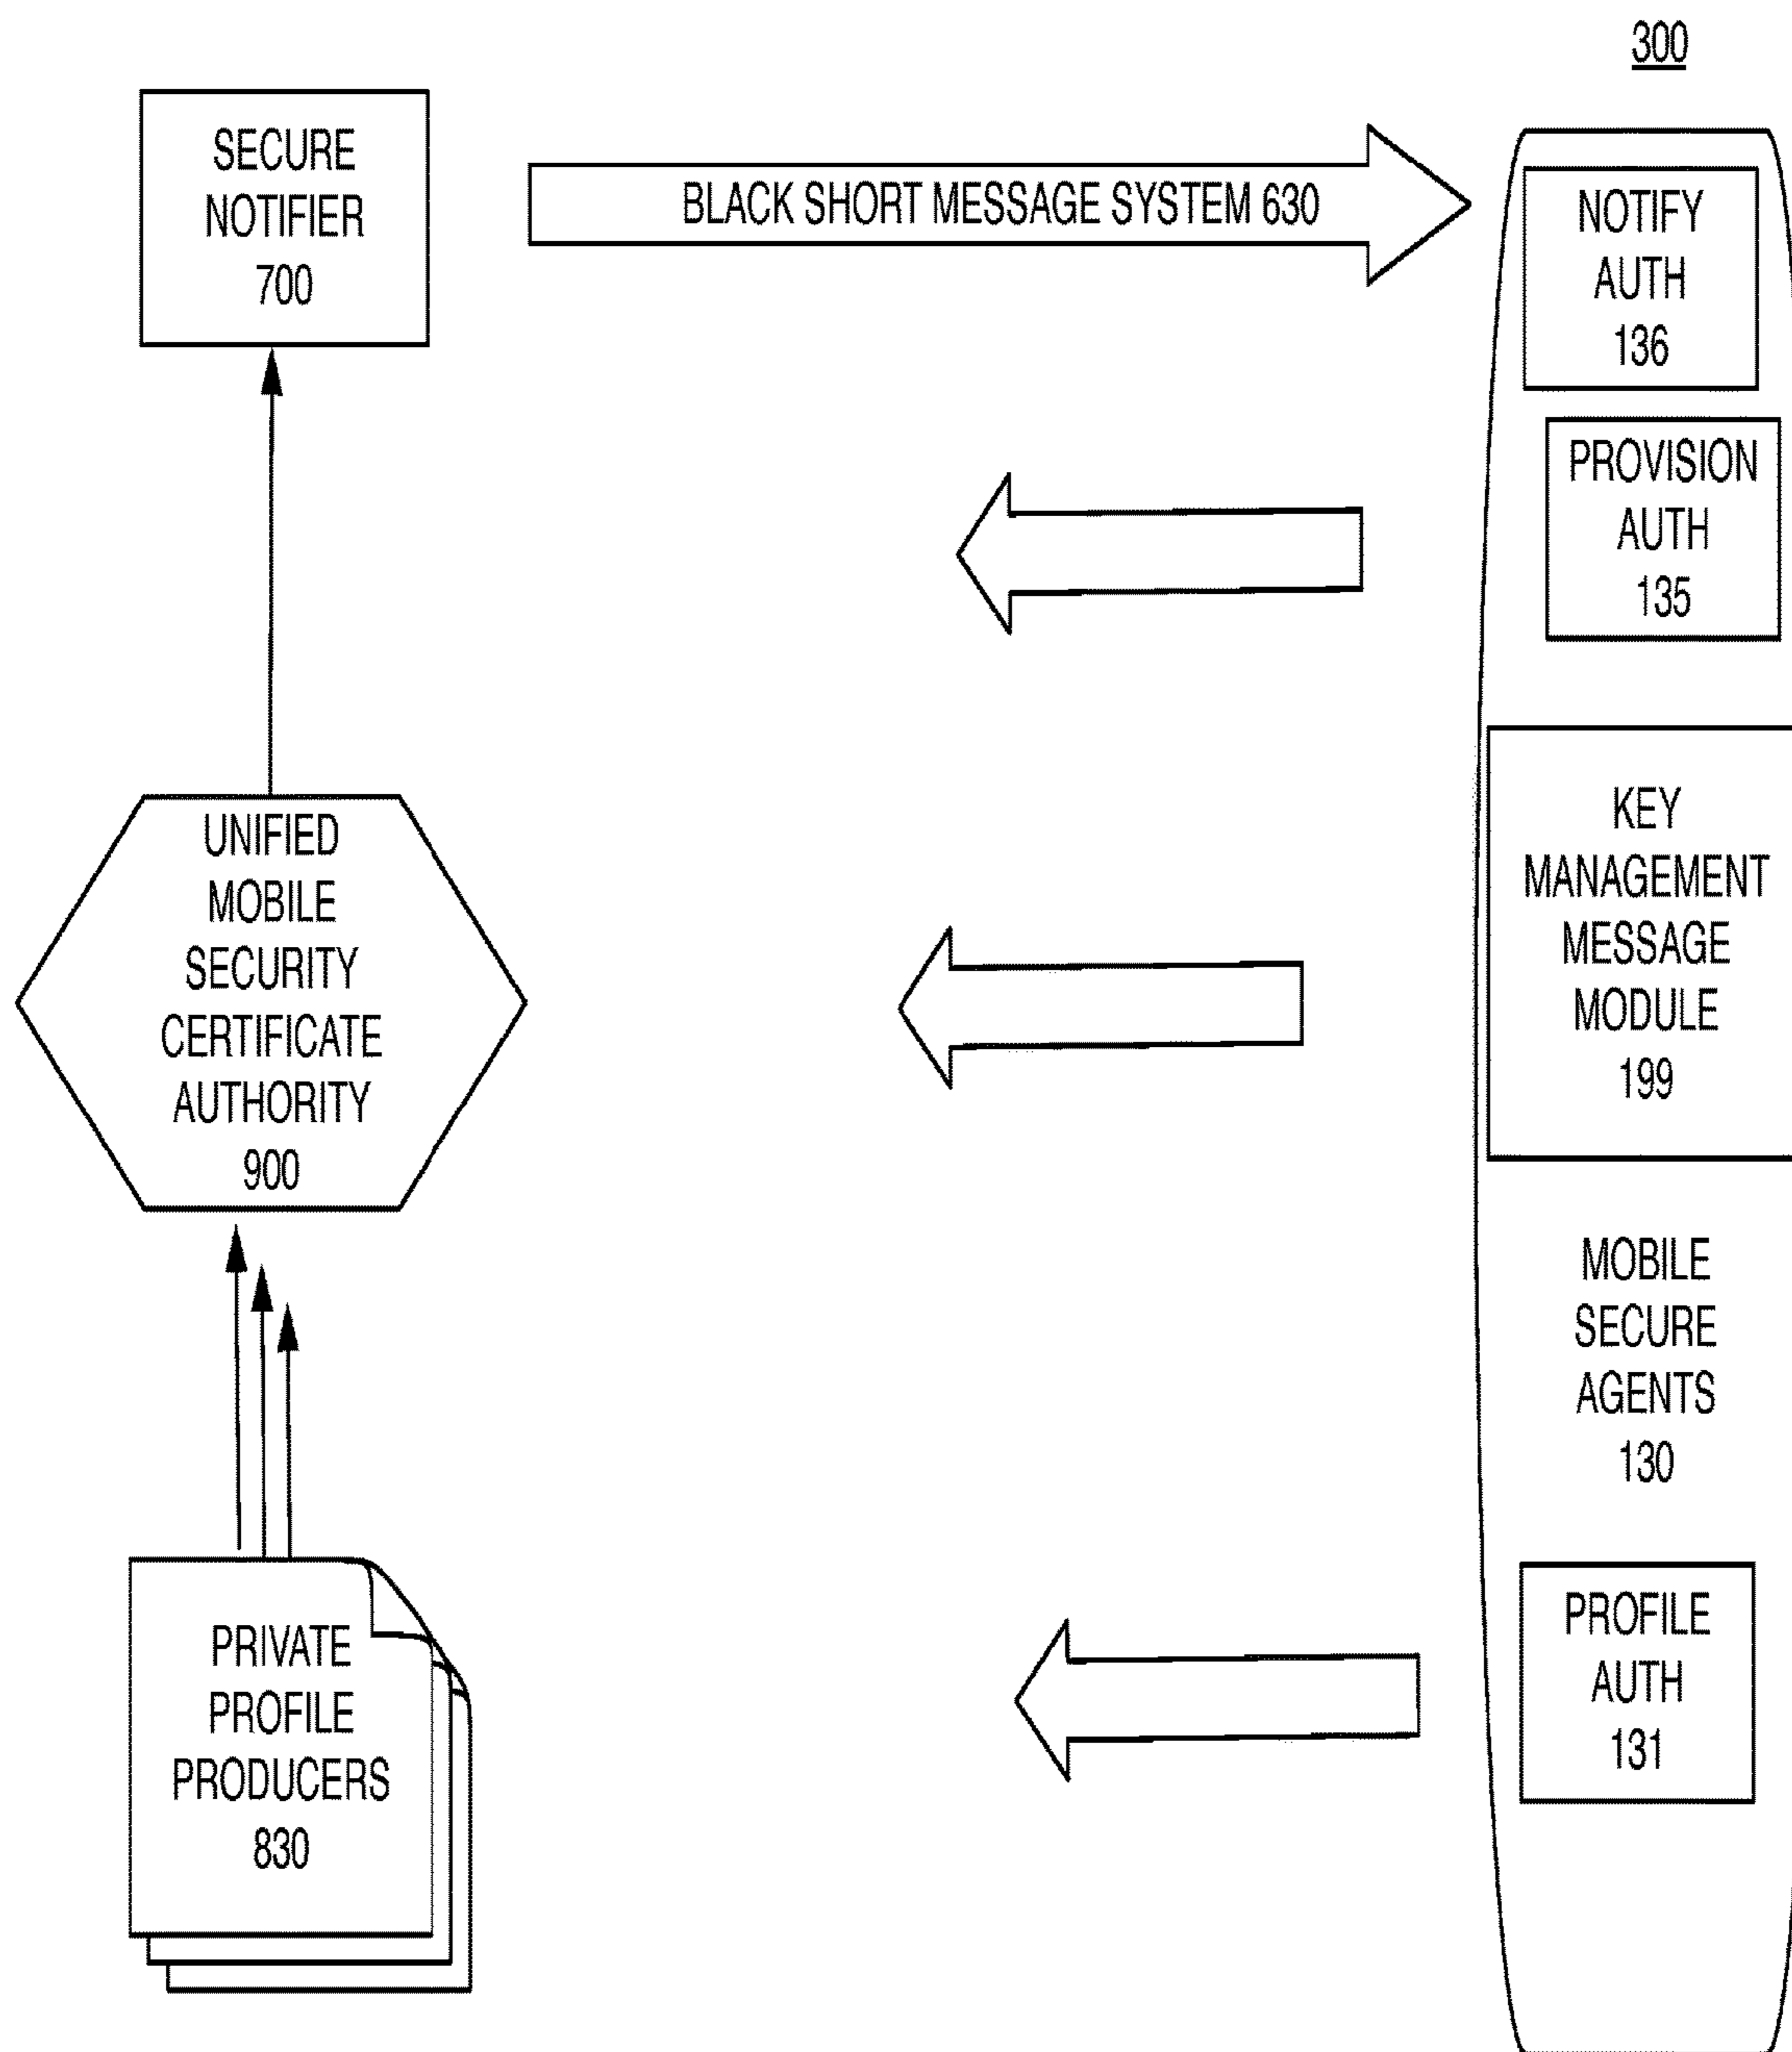 300
SECURE
NOTIFIER
700
BLACK SHORT MESSAGE SYSTEM 630
NOTIFY
AUTH
136
PROVISION
AUTH
135
UNIFIED
MOBILE
SECURITY
CERTIFICATE
AUTHORITY
900
KEY
MANAGEMENT
MESSAGE
MODULE
199
MOBILE
SECURE
AGENTS
130
PRIVATE
PROFILE
PRODUCERS
830
PROFILE
AUTH
131